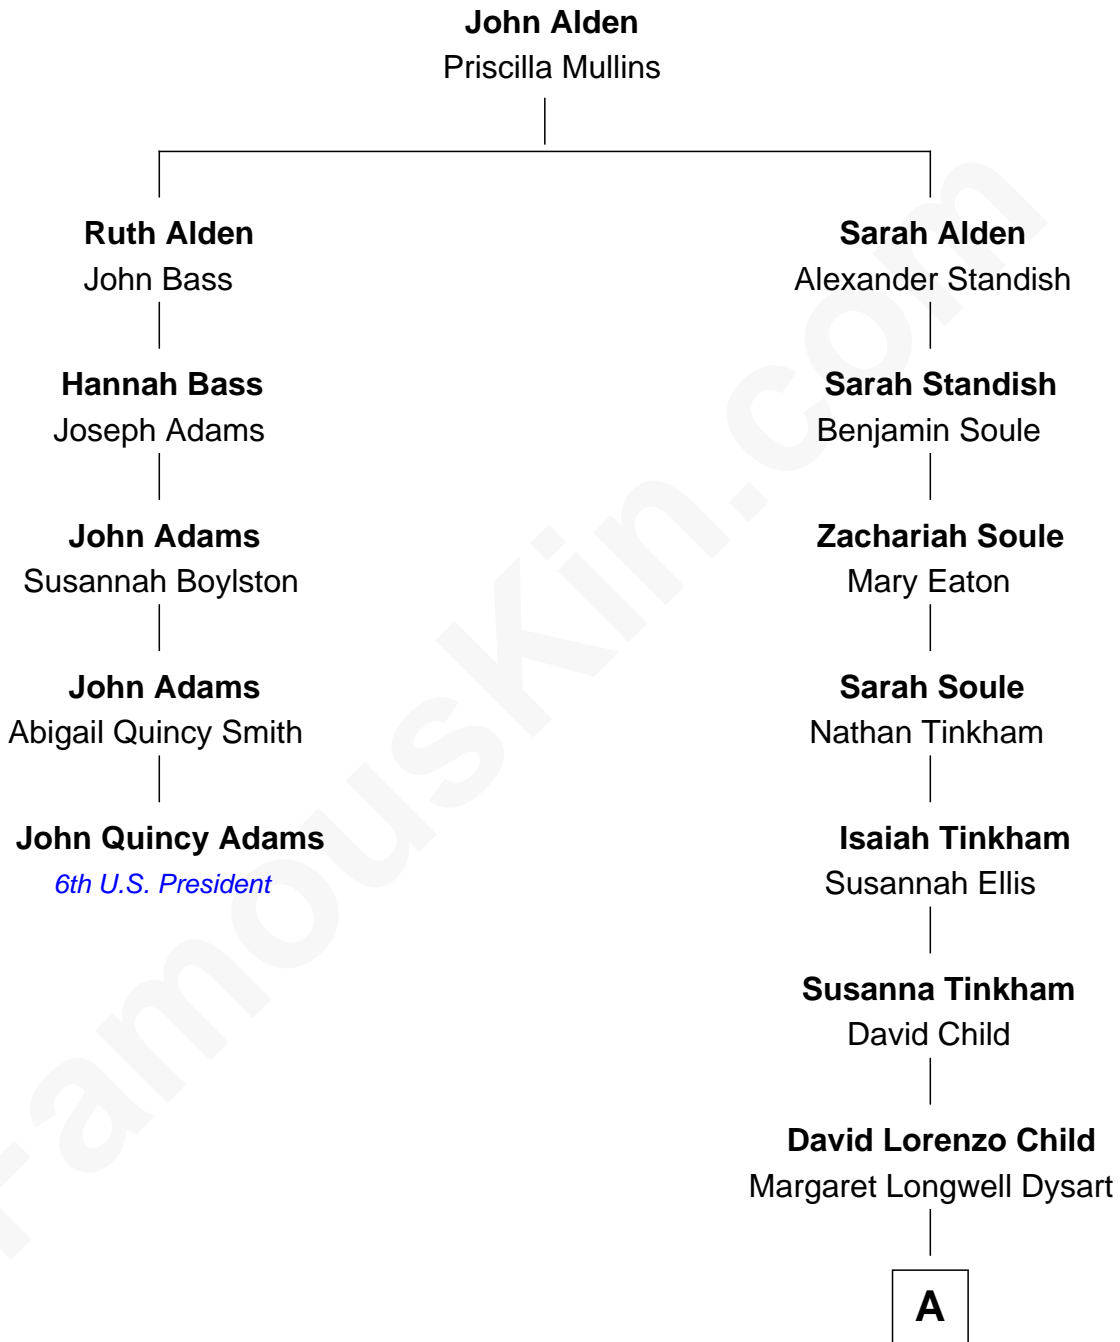 John Alden
Priscilla Mullins
Ruth Alden
John Bass
Sarah Alden
Alexander Standish
Hannah Bass
Joseph Adams
Sarah Standish
Benjamin Soule
John Adams
Susannah Boylston
Zachariah Soule
Mary Eaton
John Adams
Abigail Quincy Smith
Sarah Soule
Nathan Tinkham
John Quincy Adams
6th U.S. President
Isaiah Tinkham
Susannah Ellis
Susanna Tinkham
David Child
David Lorenzo Child
Margaret Longwell Dysart
A
FamousKin.com